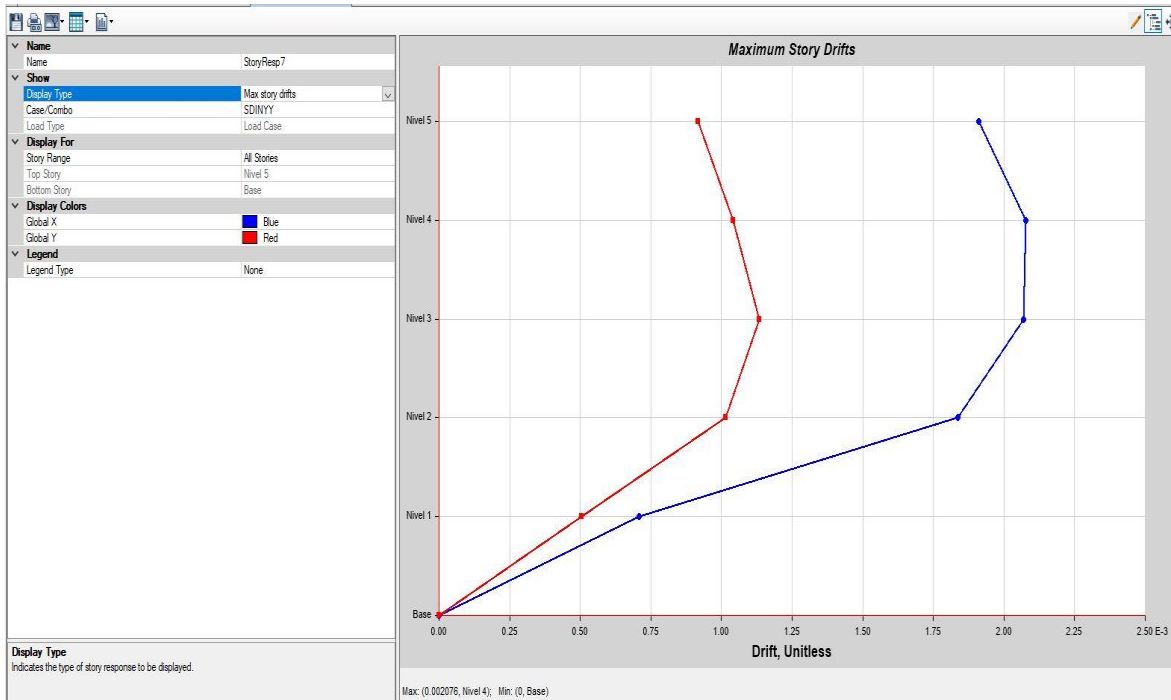 Name
Name StoryResp7
Show
Display Type Max story drifts
Case/Combo SDINYY
Load Type Load Case
Display For
Story Range All Stories
Top Story Nivel 5
Bottom Story Base
Display Colors
Global X Blue
Global Y Red
Legend
Legend Type None
Display Type
Indicates the type of story response to be displayed.
Maximum Story Drifts
Nivel 5
Nivel 4
Nivel 3
Nivel 2
Nivel 1
Base
0.00 0.25 0.50 0.75 1.00 1.25 1.50 1.75 2.00 2.25 2.50 E-3
Drift, Unitless
Max: (0.002076, Nivel 4); Min: (0, Base)